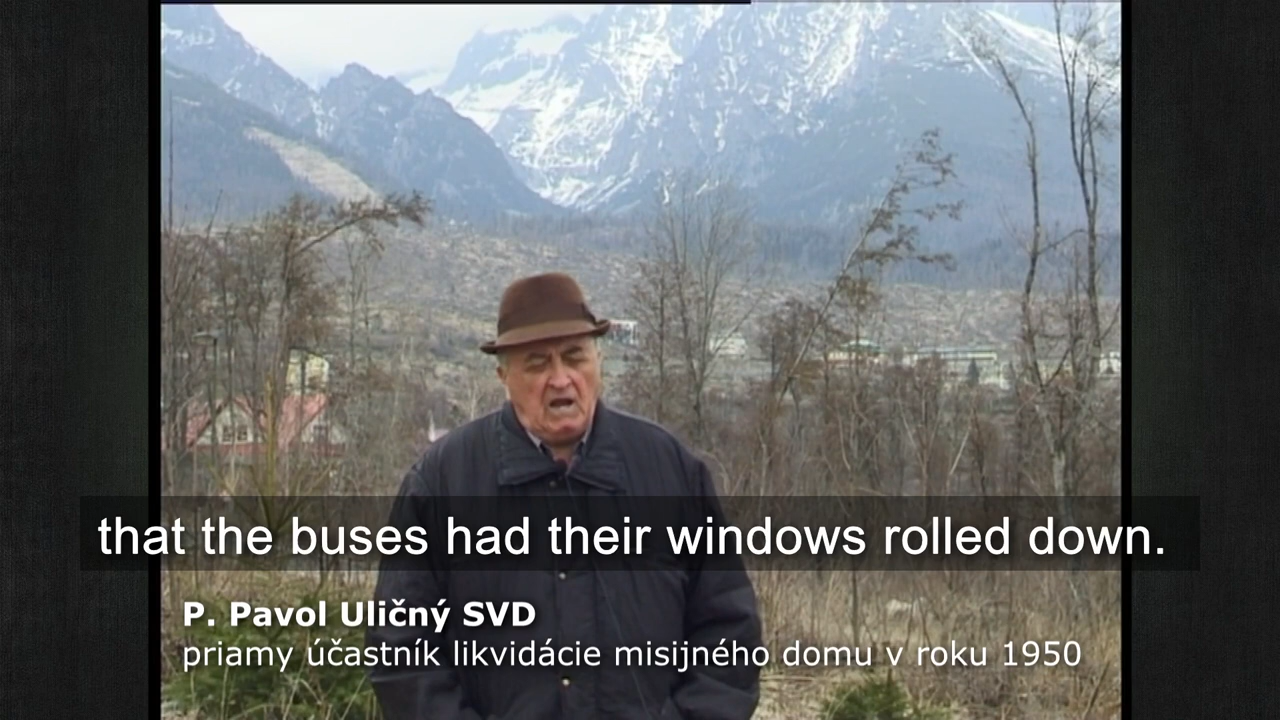 that the buses had their windows rolled down.
P. Pavol Uličný SVD
priamy účastník likvidácie misijného domu v roku 1950